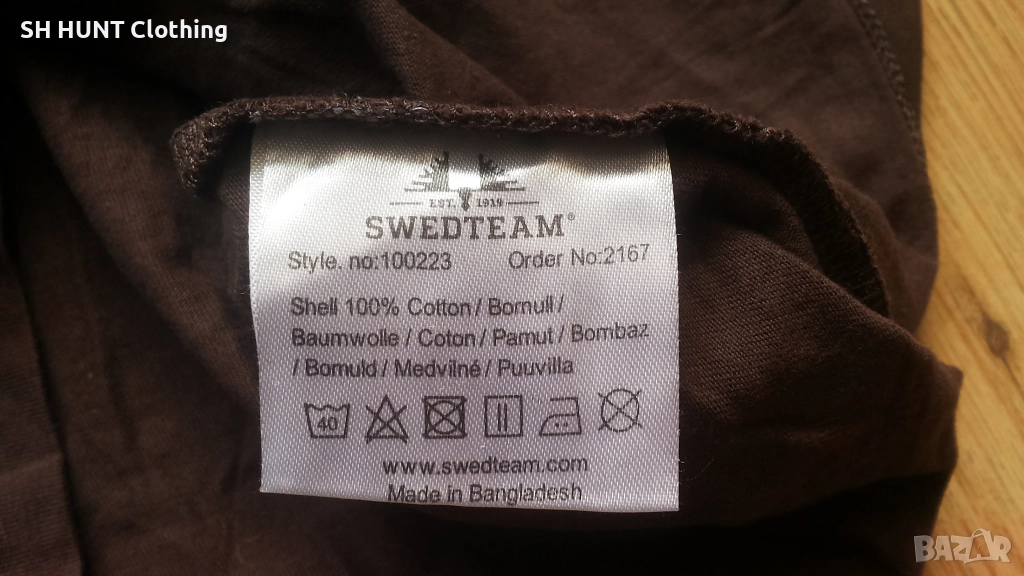 SH HUNT Clothing
EST. 1919
SWEDTEAM®
Style. no:100223 Order No:2167
Shell 100% Cotton / Bomull /
Baumwolle / Coton / Pamut / Bombaz
/ Bomuld / Medvilné / Puuvilla
40
www.swedteam.com
Made in Bangladesh
BAZAR